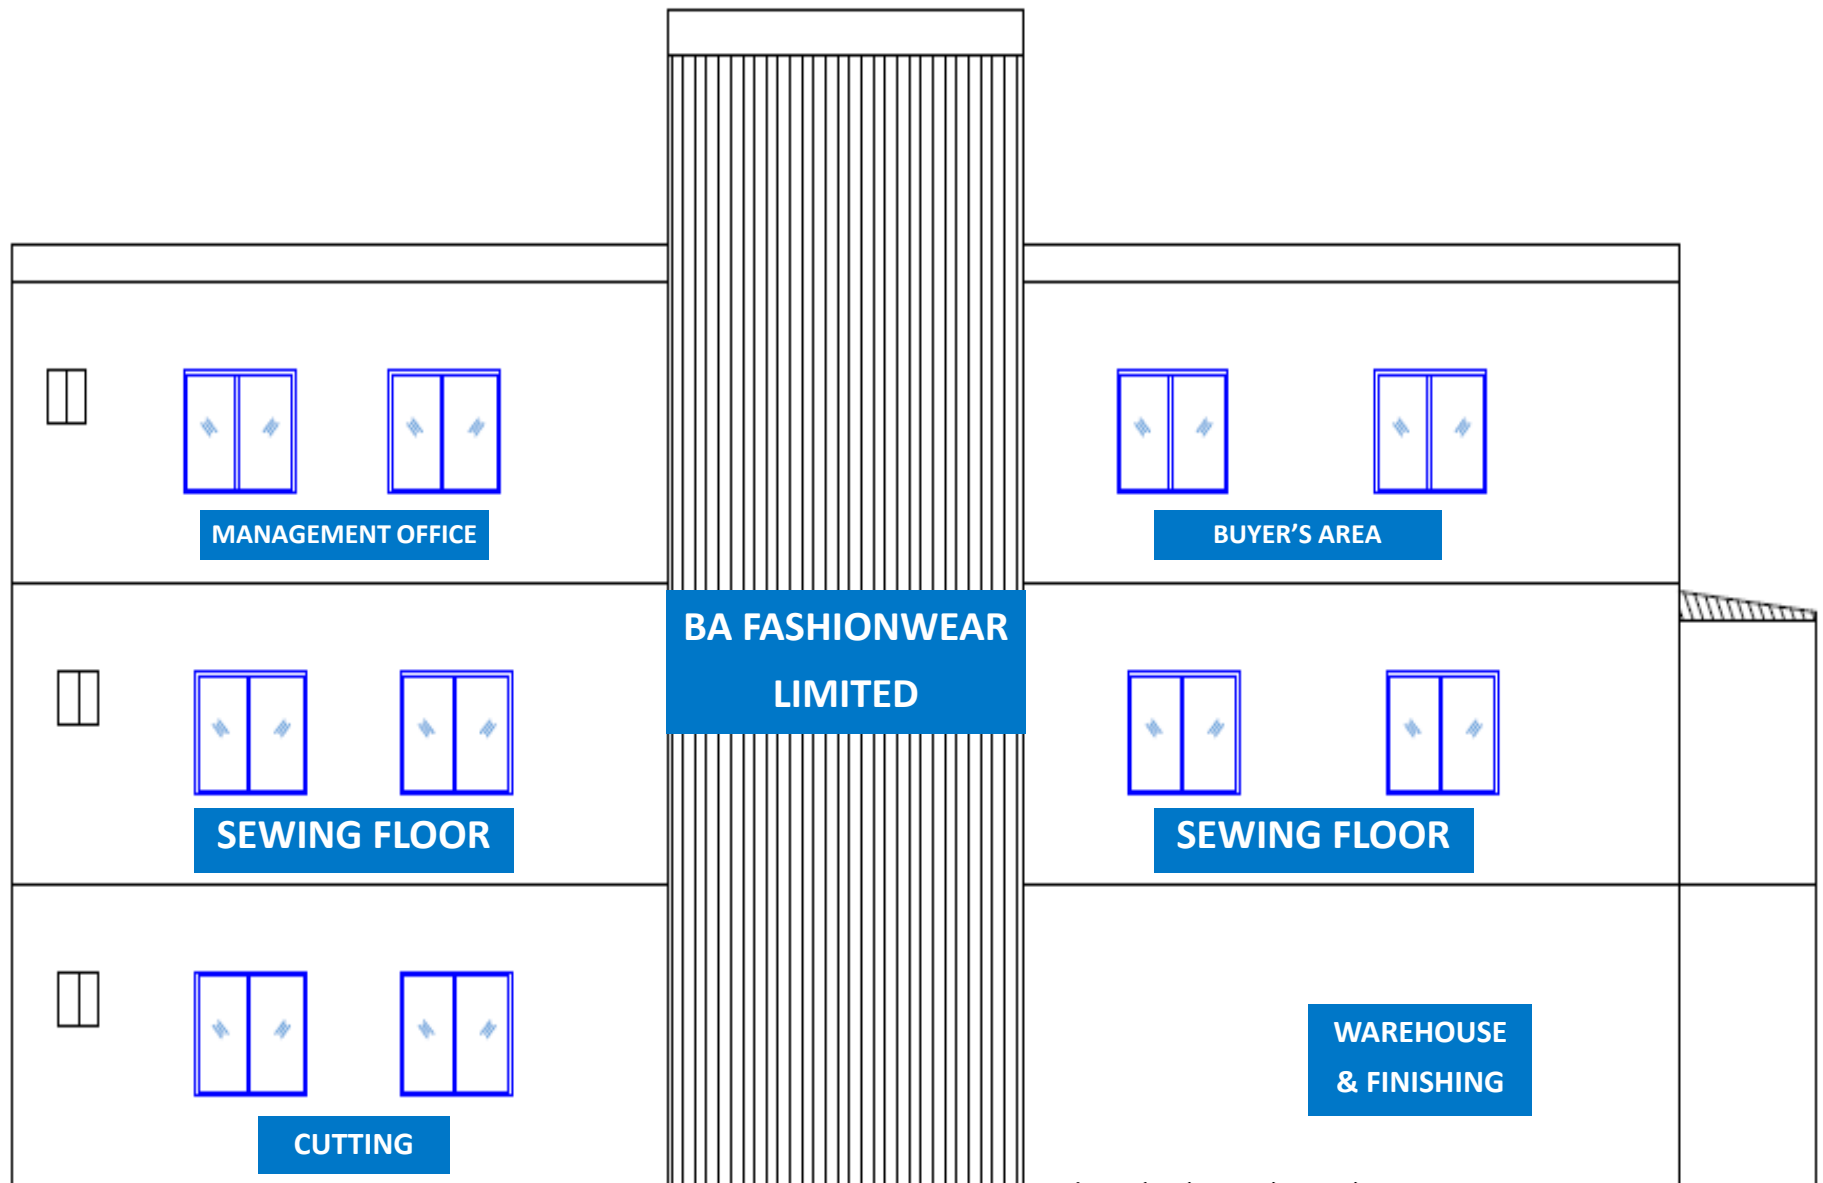 MANAGEMENT OFFICE
BUYER’S AREA
BA FASHIONWEAR
LIMITED
SEWING FLOOR
SEWING FLOOR
WAREHOUSE
& FINISHING
CUTTING